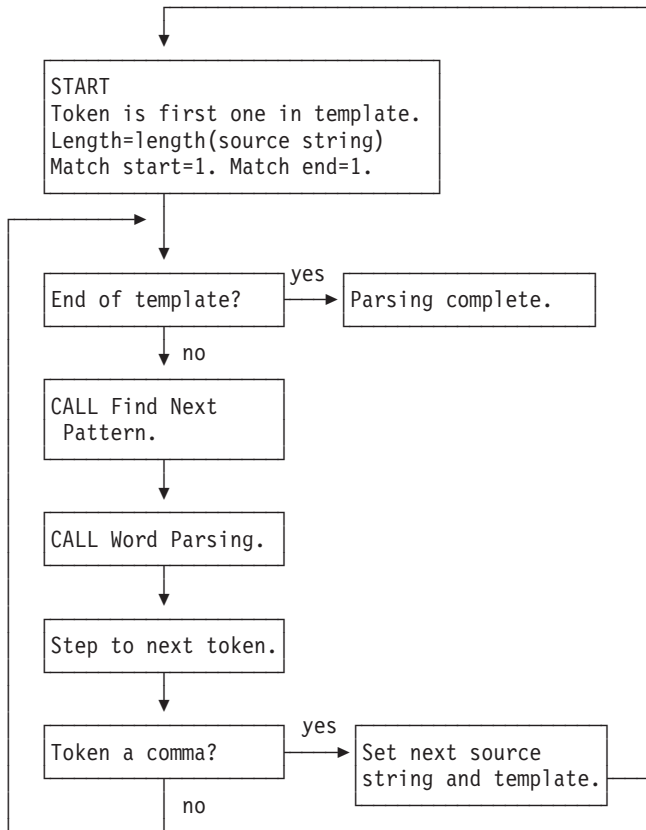 START
Token is first one in template.
Length=length(source string)
Match start=1. Match end=1.
yes
End of template?
Parsing complete.
no
CALL Find Next
Pattern.
CALL Word Parsing.
Step to next token.
yes
Token a comma?
Set next source
string and template.
no